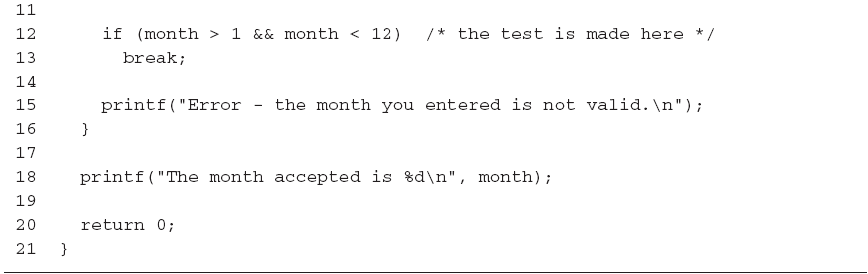 11
12 if (month > 1 && month < 12) /* the test is made here */
13 break;
14
15 printf("Error - the month you entered is not valid.\n");
16 }
17
18 printf("The month accepted is %d\n", month);
19
20 return 0;
21 }